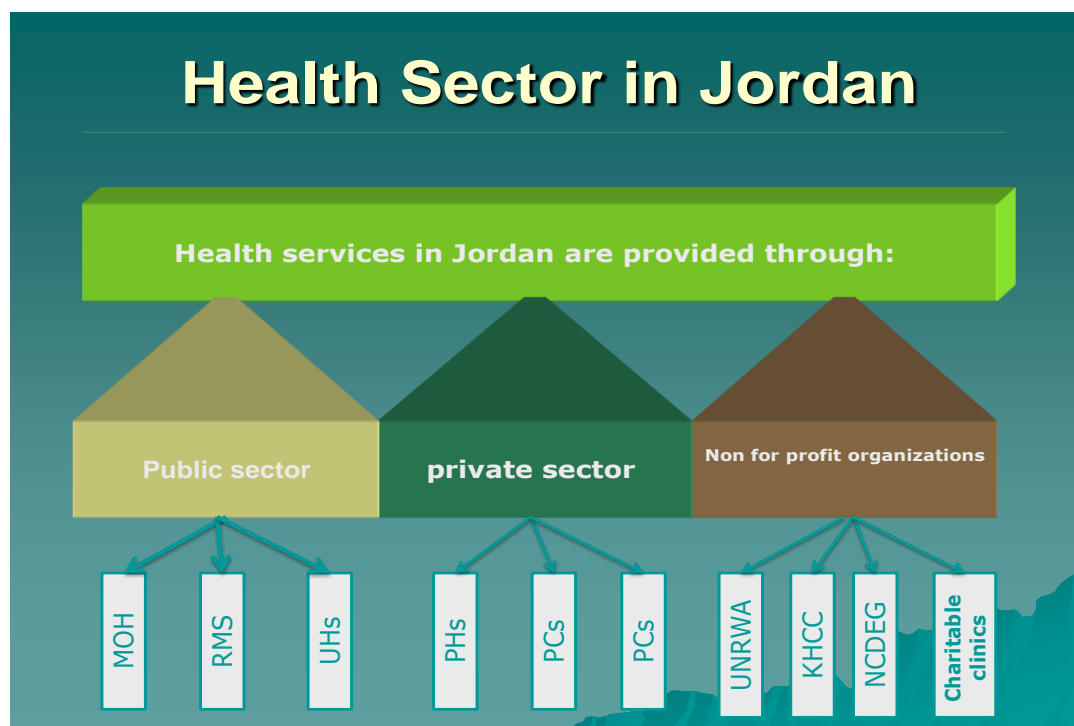 Health Sector in Jordan
Health services in Jordan are provided through:
Public sector
private sector
Non for profit organizations
MOH
RMS
UHs
PHs
PCs
PCs
UNRWA
KHCC
NCDEG
Charitable
clinics